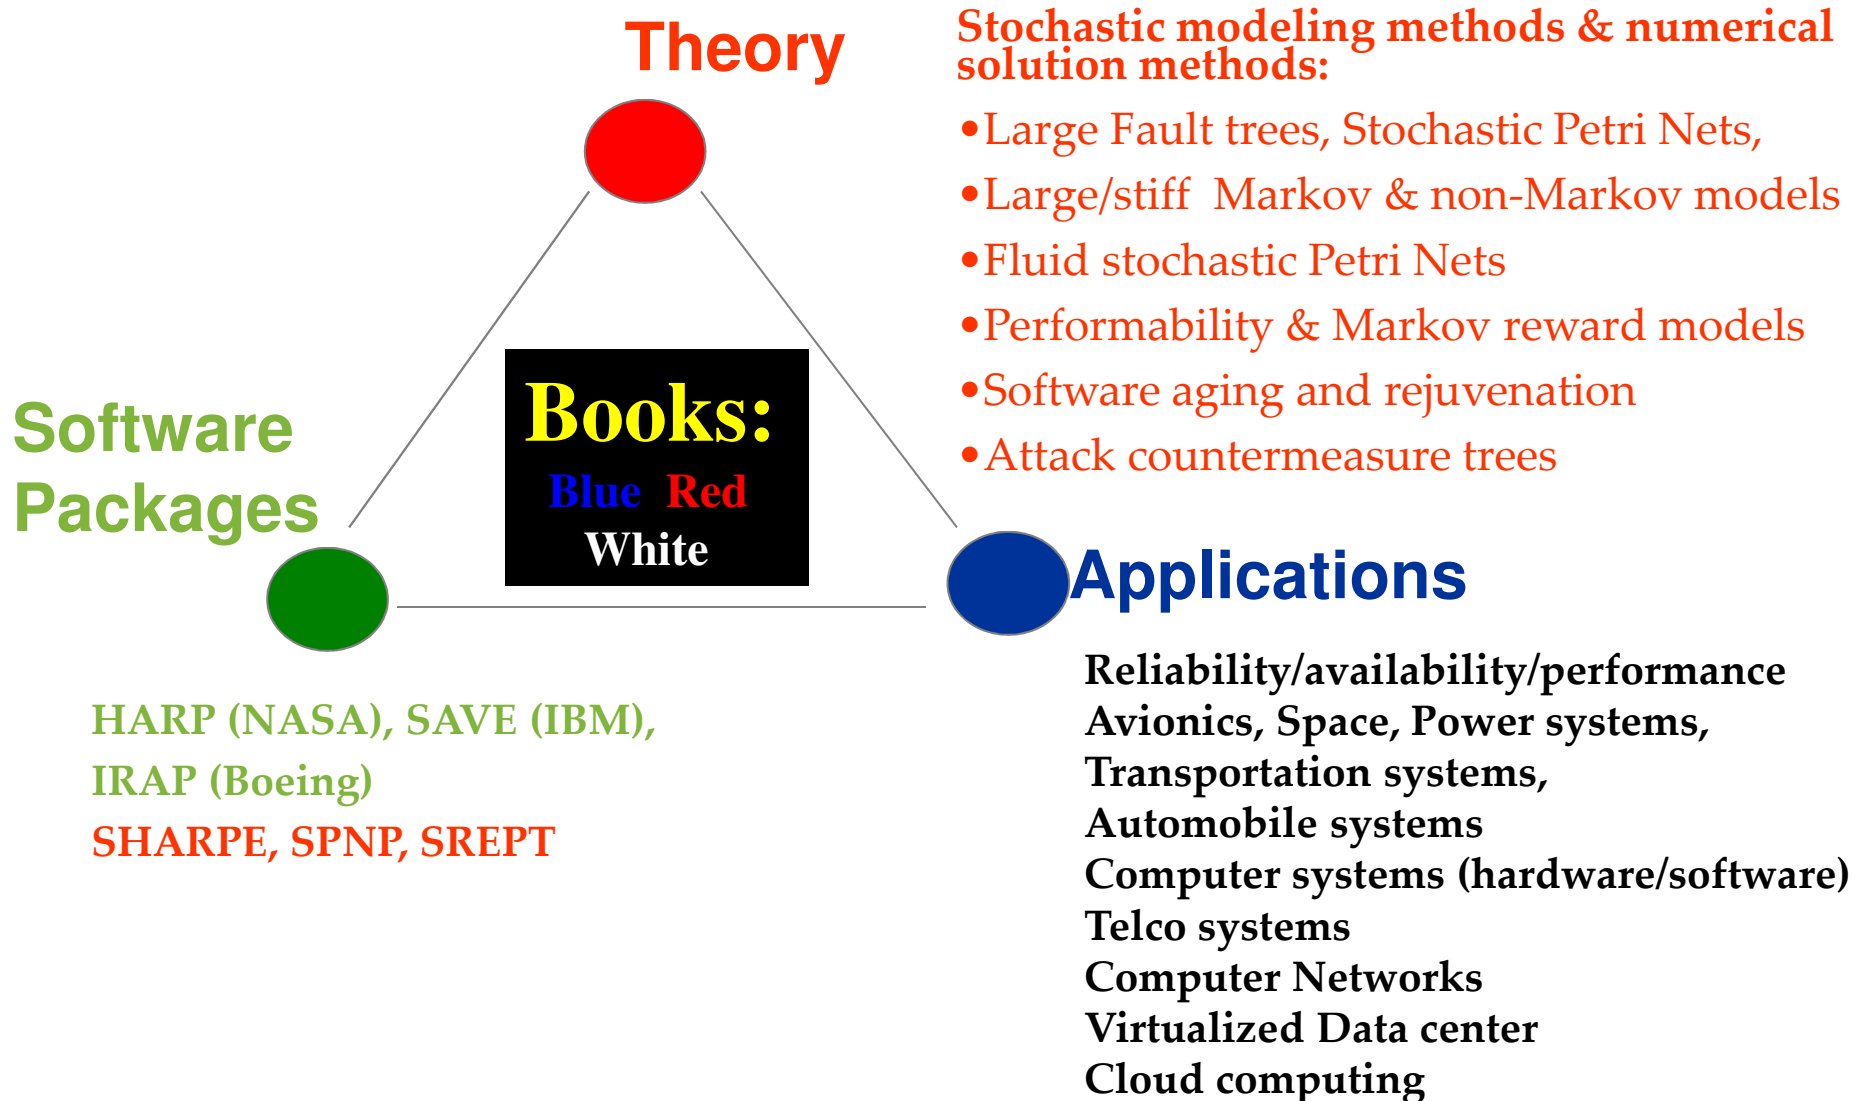 Theory
Stochastic modeling methods & numerical
solution methods:
•Large Fault trees, Stochastic Petri Nets,
•Large/stiff  Markov & non-Markov models
•Fluid stochastic Petri Nets
•Performability & Markov reward models
•Software aging and rejuvenation
•Attack countermeasure trees
Books:
Blue  Red
White
Software
Packages
Applications
HARP (NASA), SAVE (IBM),
IRAP (Boeing)
SHARPE, SPNP, SREPT
Reliability/availability/performance
Avionics, Space, Power systems,
Transportation systems,
Automobile systems
Computer systems (hardware/software)
Telco systems
Computer Networks
Virtualized Data center
Cloud computing